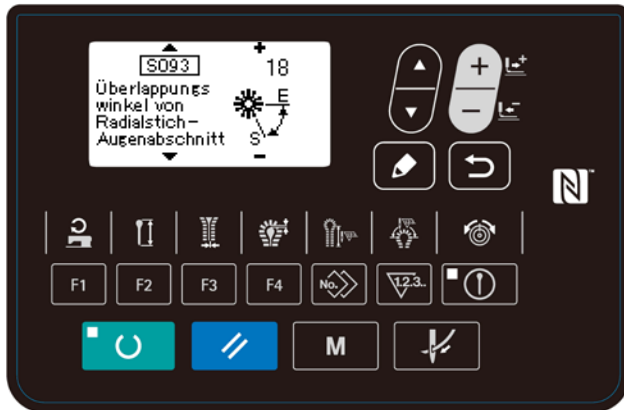 S093
18
Überlappungs
winkel von
Radialstich-
Augenabschnitt
E
S
F1
F2
F3
F4
No.
1.2.3..
M
N